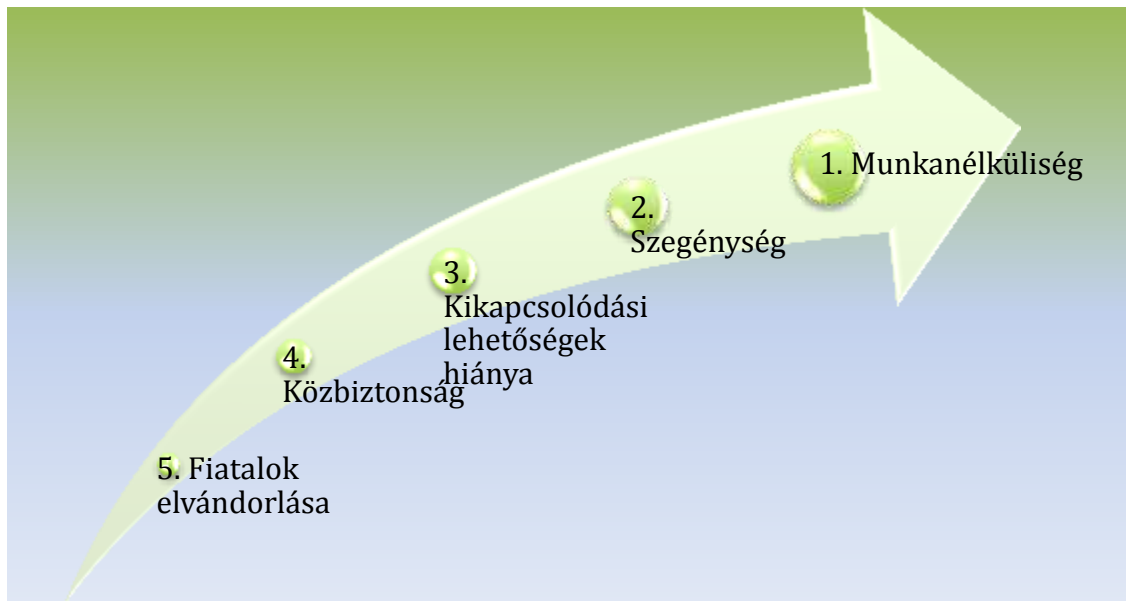 1. Munkanélküliség
2.
Szegénység
3.
Kikapcsolódási
lehetőségek
hiánya
4.
Közbiztonság
5. Fiatalok
elvándorlása